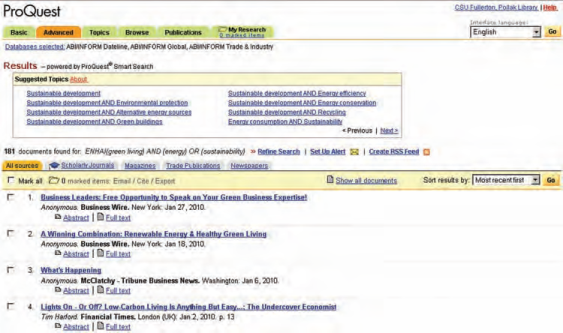 ProQuest
CSU Fullerton, Pollak Library | Help
Interface language:
Basic Advanced Topics Browse Publications My Research 0 marked items English Go
Databases selected: ABI/INFORM Dateline, ABI/INFORM Global, ABI/INFORM Trade & Industry
Results – powered by ProQuest® Smart Search
Suggested Topics About
Sustainable development Sustainable development AND Energy efficiency
Sustainable development AND Environmental protection Sustainable development AND Energy conservation
Sustainable development AND Alternative energy sources Sustainable development AND Recycling
Sustainable development AND Green buildings Energy consumption AND Sustainability
< Previous | Next >
181 documents found for: ENHAI(green living) AND (energy) OR (sustainability) » Refine Search | Set Up Alert | Create RSS Feed
All sources Scholarly Journals Magazines Trade Publications Newspapers
Mark all 0 marked items: Email / Cite / Export Show all documents Sort results by: Most recent first Go
1. Business Leaders: Free Opportunity to Speak on Your Green Business Expertise!
Anonymous. Business Wire. New York: Jan 27, 2010.
Abstract | Full text
2. A Winning Combination: Renewable Energy & Healthy Green Living
Anonymous. Business Wire. New York: Jan 18, 2010.
Abstract | Full text
3. What's Happening
Anonymous. McClatchy - Tribune Business News. Washington: Jan 6, 2010.
Abstract | Full text
4. Lights On - Or Off? Low-Carbon Living Is Anything But Easy...: The Undercover Economist
Tim Harford. Financial Times. London (UK): Jan 2, 2010. p. 13
Abstract | Full text